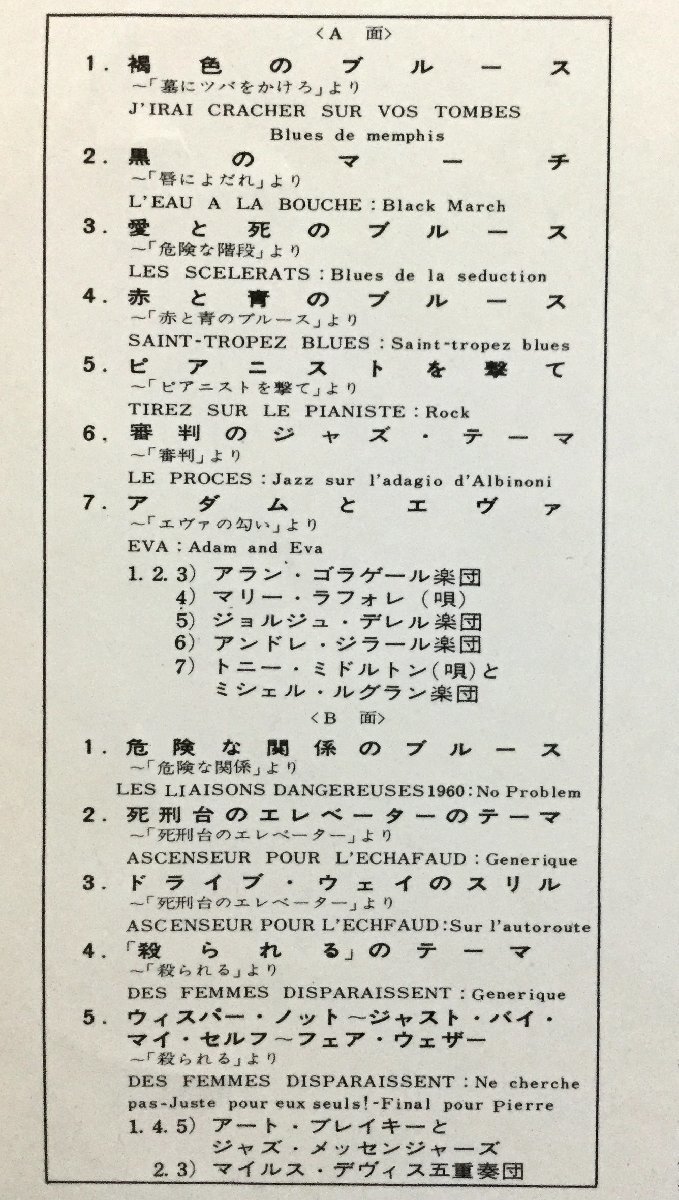 〈A 面〉
1. 褐色のブルース
~「墓にツバをかけろ」より
J'IRAI CRACHER SUR VOS TOMBES
Blues de memphis
2. 黒のマーチ
~「唇によだれ」より
L'EAU A LA BOUCHE : Black March
3. 愛と死のブルース
~「危険な階段」より
LES SCELERATS : Blues de la seduction
4. 赤と青のブルース
~「赤と青のブルース」より
SAINT-TROPEZ BLUES : Saint-tropez blues
5. ピアニストを撃て
~「ピアニストを撃て」より
TIREZ SUR LE PIANISTE : Rock
6. 審判のジャズ・テーマ
~「審判」より
LE PROCES : Jazz sur l'adagio d'Albinoni
7. アダムとエヴァ
~「エヴァの匂い」より
EVA : Adam and Eva
1. 2. 3) アラン・ゴラゲール楽団
4) マリー・ラフォレ (唄)
5) ジョルジュ・デレル楽団
6) アンドレ・ジラール楽団
7) トニー・ミドルトン(唄)と
ミシェル・ルグラン楽団
〈B 面〉
1. 危険な関係のブルース
~「危険な関係」より
LES LIAISONS DANGEREUSES 1960 : No Problem
2. 死刑台のエレベーターのテーマ
~「死刑台のエレベーター」より
ASCENSEUR POUR L'ECHAFAUD : Generique
3. ドライブ・ウェイのスリル
~「死刑台のエレベーター」より
ASCENSEUR POUR L'ECHFAUD : Sur l'autoroute
4. 「殺られる」のテーマ
~「殺られる」より
DES FEMMES DISPARAISSENT : Generique
5. ウィスパー・ノット~ジャスト・バイ・
マイ・セルフ~フェア・ウェザー
~「殺られる」より
DES FEMMES DISPARAISSENT : Ne cherche
pas-Juste pour eux seuls!-Final pour Pierre
1. 4. 5) アート・ブレイキーと
ジャズ・メッセンジャーズ
2. 3) マイルス・デヴィス五重奏団